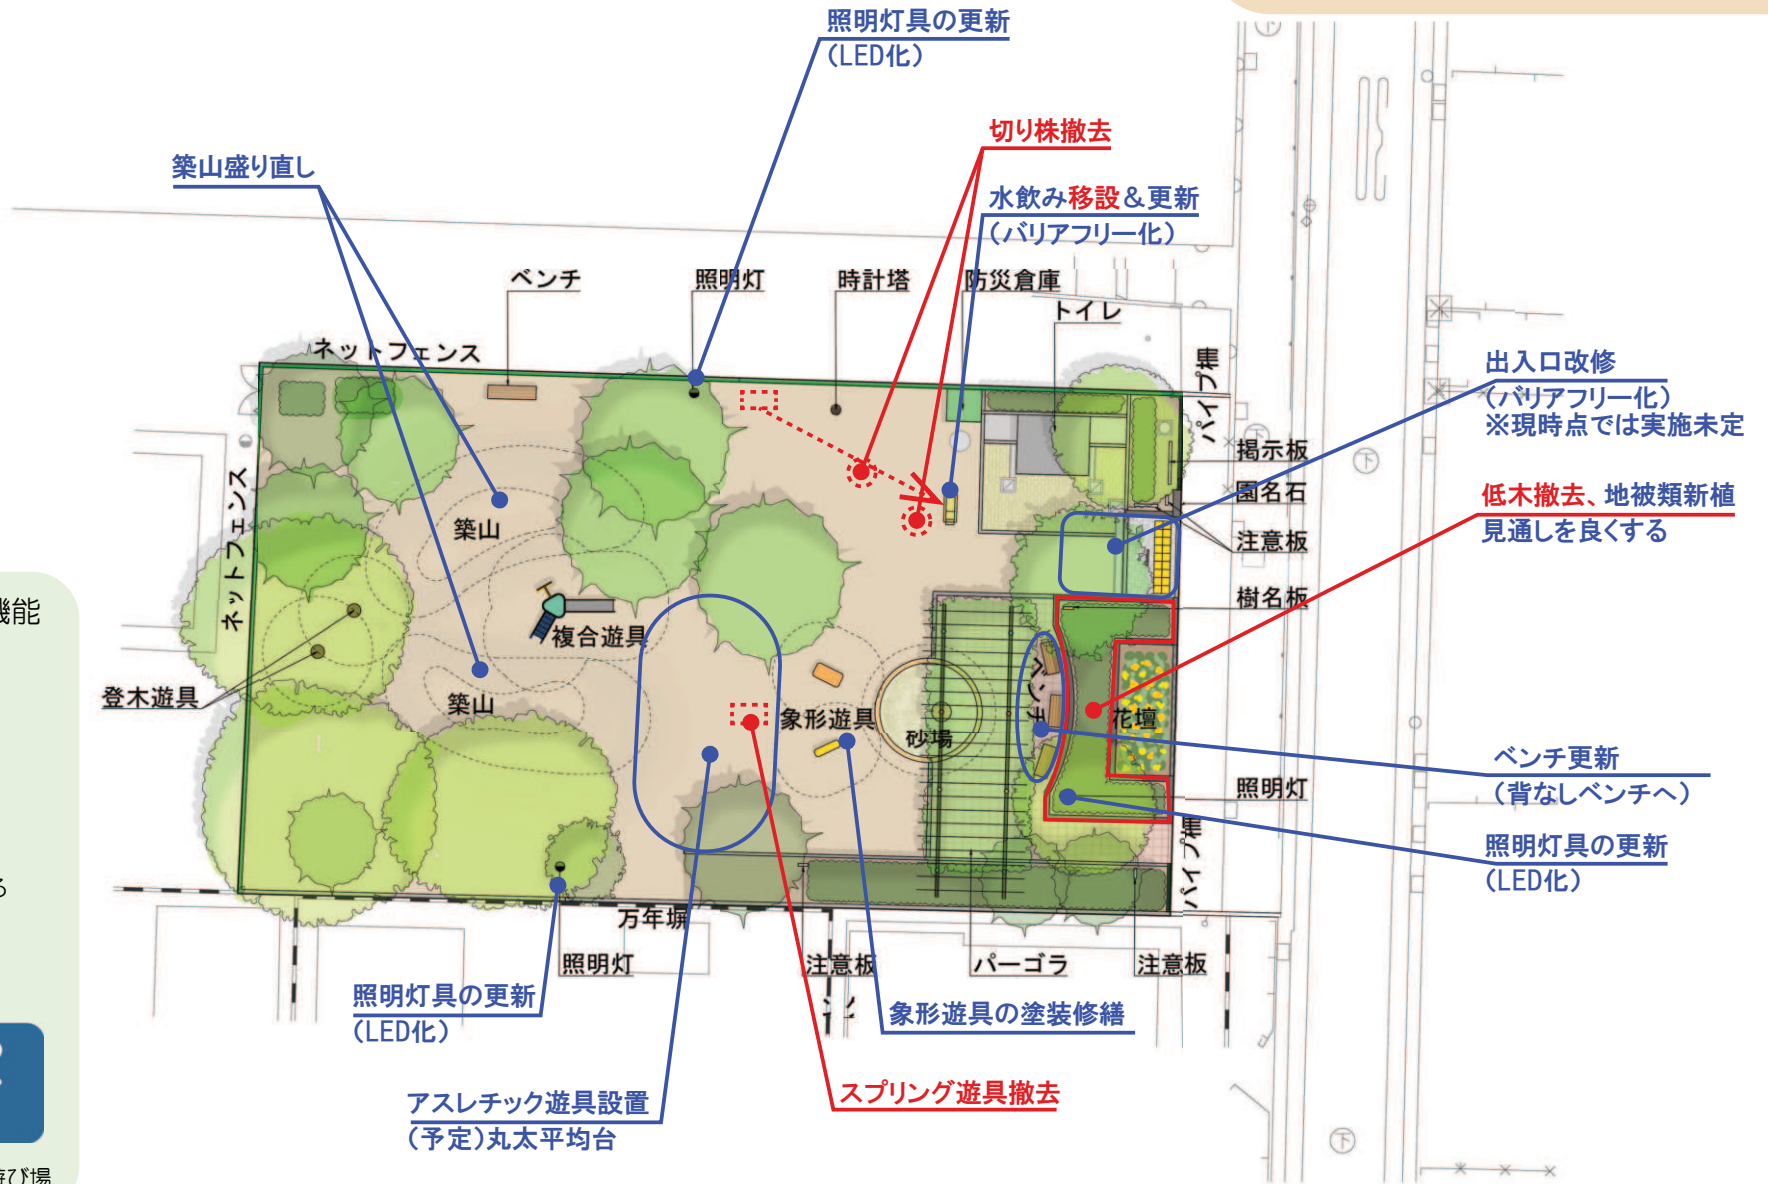 照明灯具の更新
(LED化)
切り株撤去
築山盛り直し
水飲み移設&更新
(バリアフリー化)
ベンチ
照明灯
時計塔
防災倉庫
トイレ
ネットフェンス
パイプ柵
出入口改修
(バリアフリー化)
※現時点では実施未定
掲示板
園名石
注意板
低木撤去、地被類新植
見通しを良くする
ネットフェンス
築山
樹名板
複合遊具
登木遊具
築山
象形遊具
砂場
ベンチ
花壇
ベンチ更新
(背なしベンチへ)
照明灯
照明灯具の更新
(LED化)
パイプ柵
万年塀
照明灯
注意板
パーゴラ
注意板
照明灯具の更新
(LED化)
象形遊具の塗装修繕
スプリング遊具撤去
アスレチック遊具設置
(予定)丸太平均台
機能
る
遊び場
下
下
下
下